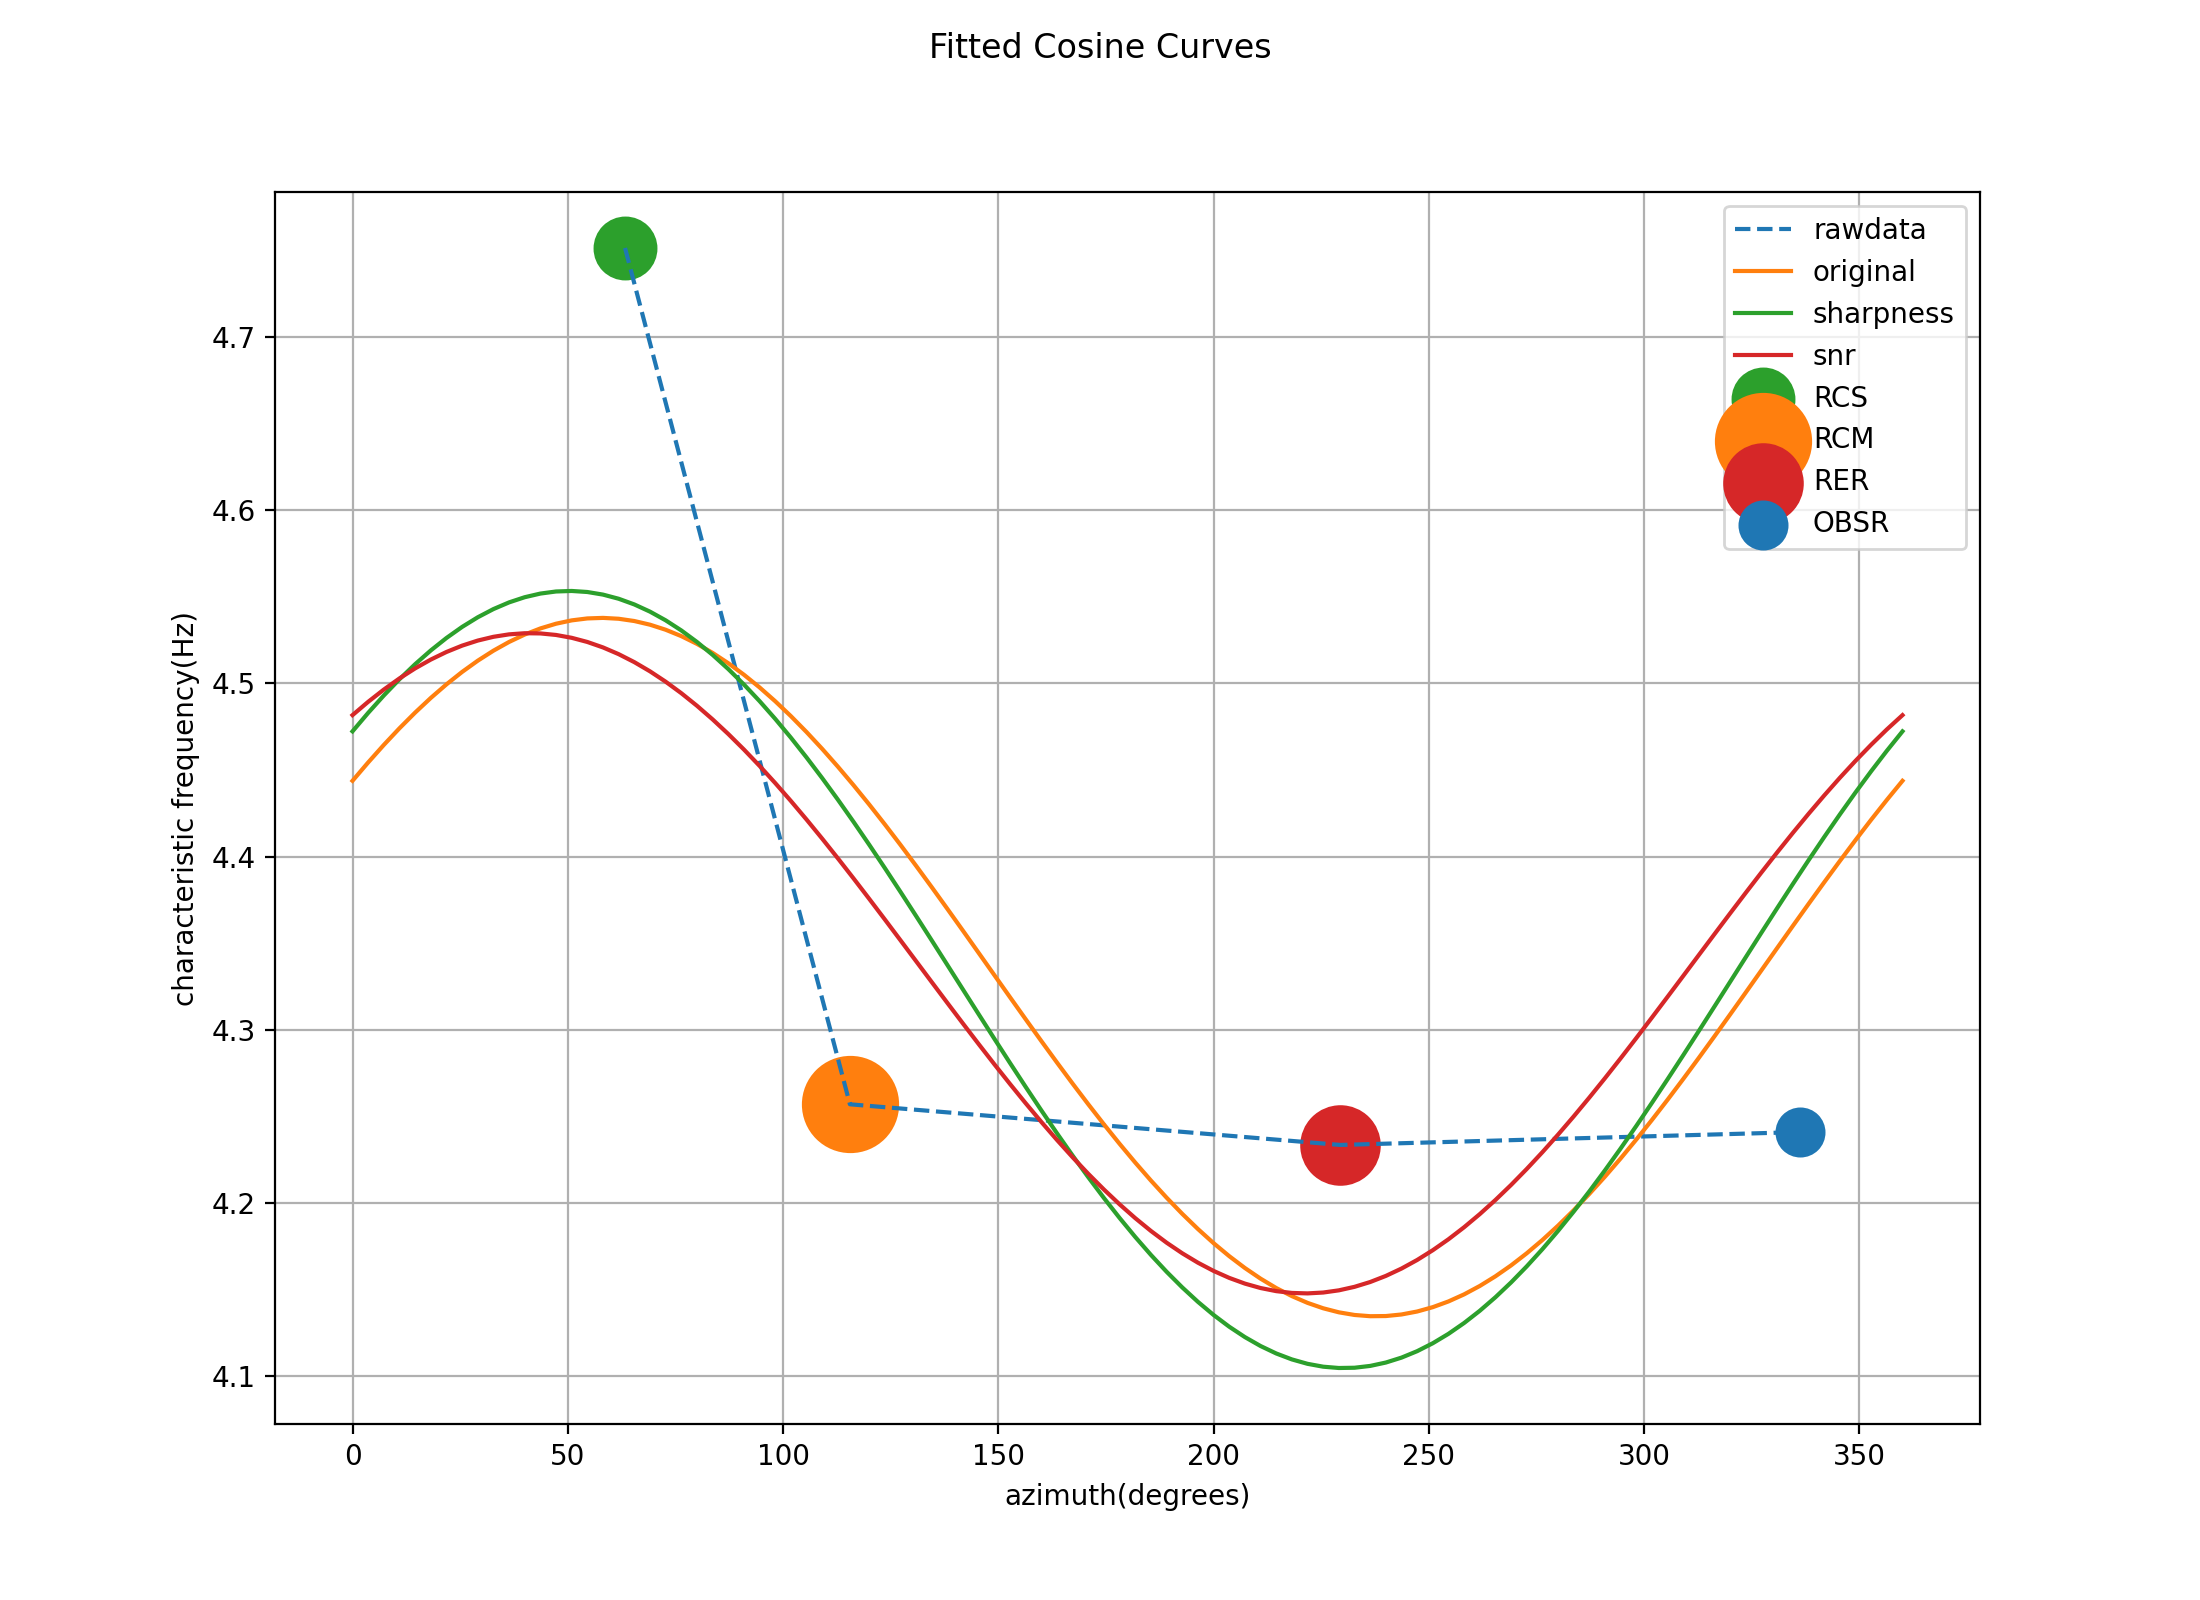 Fitted Cosine Curves
rawdata
original
sharpness
snr
RCS
RCM
RER
OBSR
characteristic frequency(Hz)
4.7
4.6
4.5
4.4
4.3
4.2
4.1
0 50 100 150 200 250 300 350
azimuth(degrees)